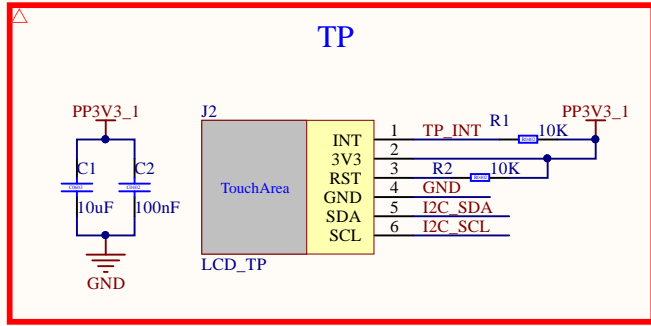 TP
PP3V3_1
C1
10uF
C2
100nF
GND
J2
TouchArea
LCD_TP
INT
3V3
RST
GND
SDA
SCL
1
2
3
4
5
6
TP_INT
R1
10K
PP3V3_1
R2
10K
GND
I2C_SDA
I2C_SCL